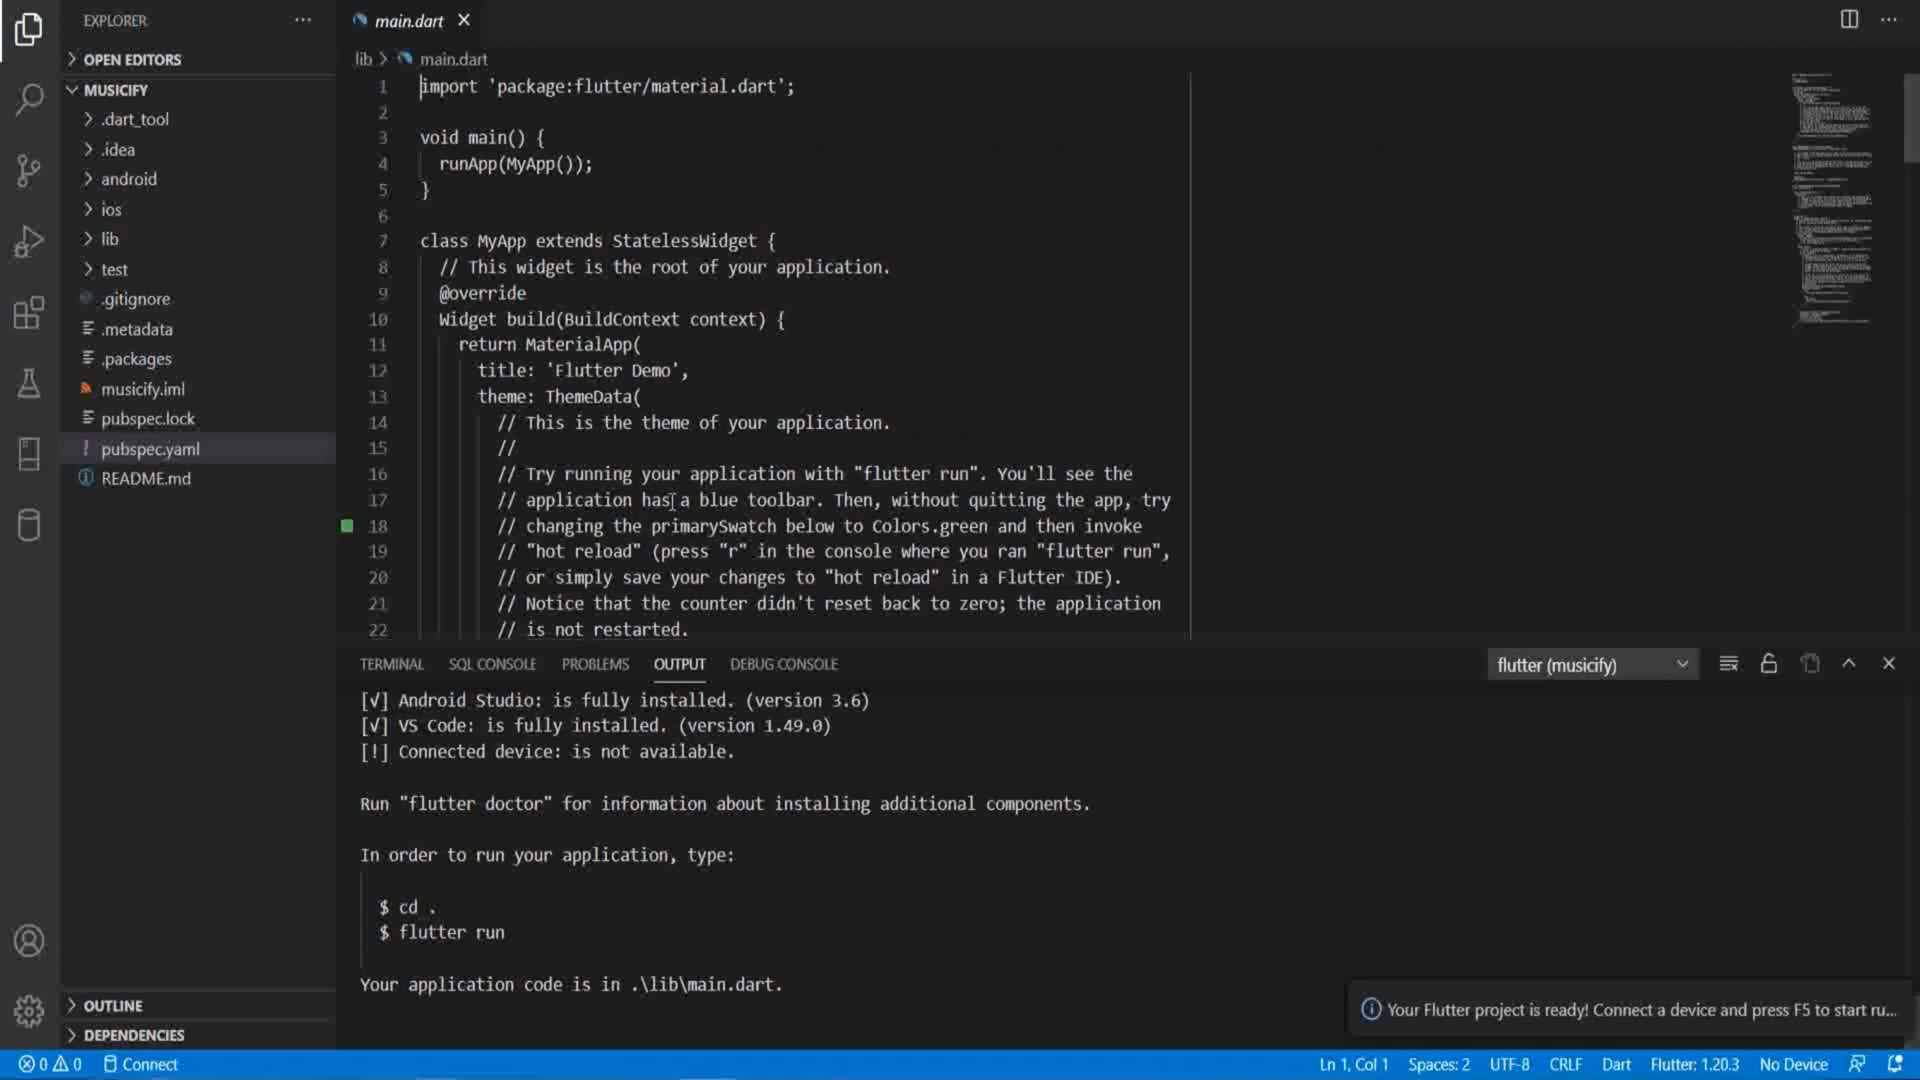 EXPLORER
OPEN EDITORS
MUSICIFY
.dart_tool
.idea
android
ios
lib
test
.gitignore
.metadata
.packages
musicify.iml
pubspec.lock
pubspec.yaml
README.md
OUTLINE
DEPENDENCIES
main.dart
lib > main.dart
1 import 'package:flutter/material.dart';
2
3 void main() {
4 runApp(MyApp());
5 }
6
7 class MyApp extends StatelessWidget {
8 // This widget is the root of your application.
9 @override
10 Widget build(BuildContext context) {
11 return MaterialApp(
12 title: 'Flutter Demo',
13 theme: ThemeData(
14 // This is the theme of your application.
15 //
16 // Try running your application with "flutter run". You'll see the
17 // application has a blue toolbar. Then, without quitting the app, try
18 // changing the primarySwatch below to Colors.green and then invoke
19 // "hot reload" (press "r" in the console where you ran "flutter run",
20 // or simply save your changes to "hot reload" in a Flutter IDE).
21 // Notice that the counter didn't reset back to zero; the application
22 // is not restarted.
TERMINAL SQL CONSOLE PROBLEMS OUTPUT DEBUG CONSOLE flutter (musicify)
[√] Android Studio: is fully installed. (version 3.6)
[√] VS Code: is fully installed. (version 1.49.0)
[!] Connected device: is not available.
Run "flutter doctor" for information about installing additional components.
In order to run your application, type:
$ cd .
$ flutter run
Your application code is in .\lib\main.dart.
Your Flutter project is ready! Connect a device and press F5 to start ru...
0 0 Connect Ln 1, Col 1 Spaces: 2 UTF-8 CRLF Dart Flutter: 1.20.3 No Device